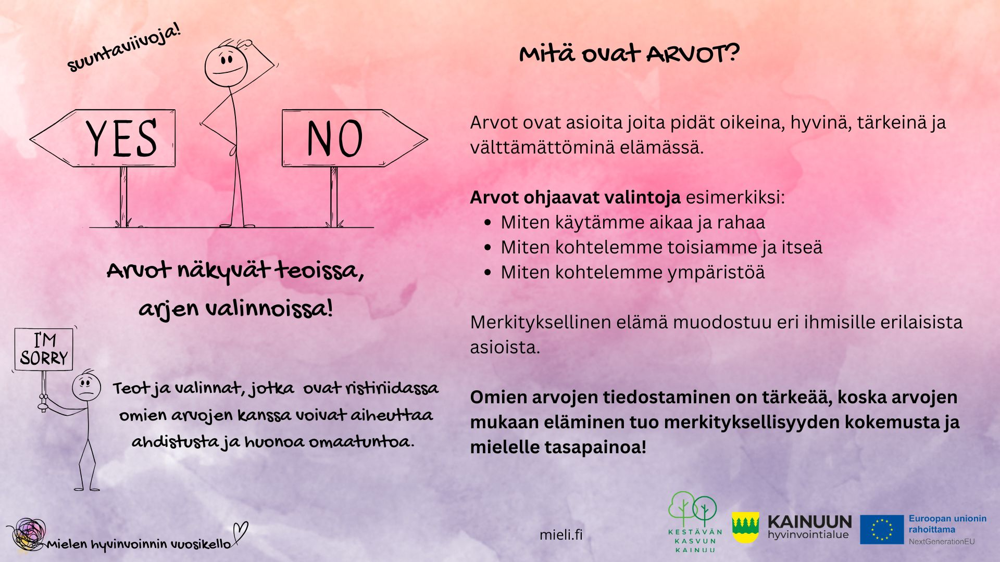 suuntaviivoja!
YES
NO
Arvot näkyvät teoissa,
arjen valinnoissa!
I'M
SORRY
Teot ja valinnat, jotka ovat ristiriidassa
omien arvojen kanssa voivat aiheuttaa
ahdistusta ja huonoa omaatuntoa.
Mielen hyvinvoinnin vuosikello
Mitä ovat ARVOT?
Arvot ovat asioita joita pidät oikeina, hyvinä, tärkeinä ja
välttämättöminä elämässä.
Arvot ohjaavat valintoja esimerkiksi:
• Miten käytämme aikaa ja rahaa
• Miten kohtelemme toisiamme ja itseä
• Miten kohtelemme ympäristöä
Merkityksellinen elämä muodostuu eri ihmisille erilaisista
asioista.
Omien arvojen tiedostaminen on tärkeää, koska arvojen
mukaan eläminen tuo merkityksellisyyden kokemusta ja
mielelle tasapainoa!
mieli.fi
KESTÄVÄN
KASVUN
KAINUU
KAINUUN
hyvinvointialue
Euroopan unionin
rahoittama
NextGenerationEU